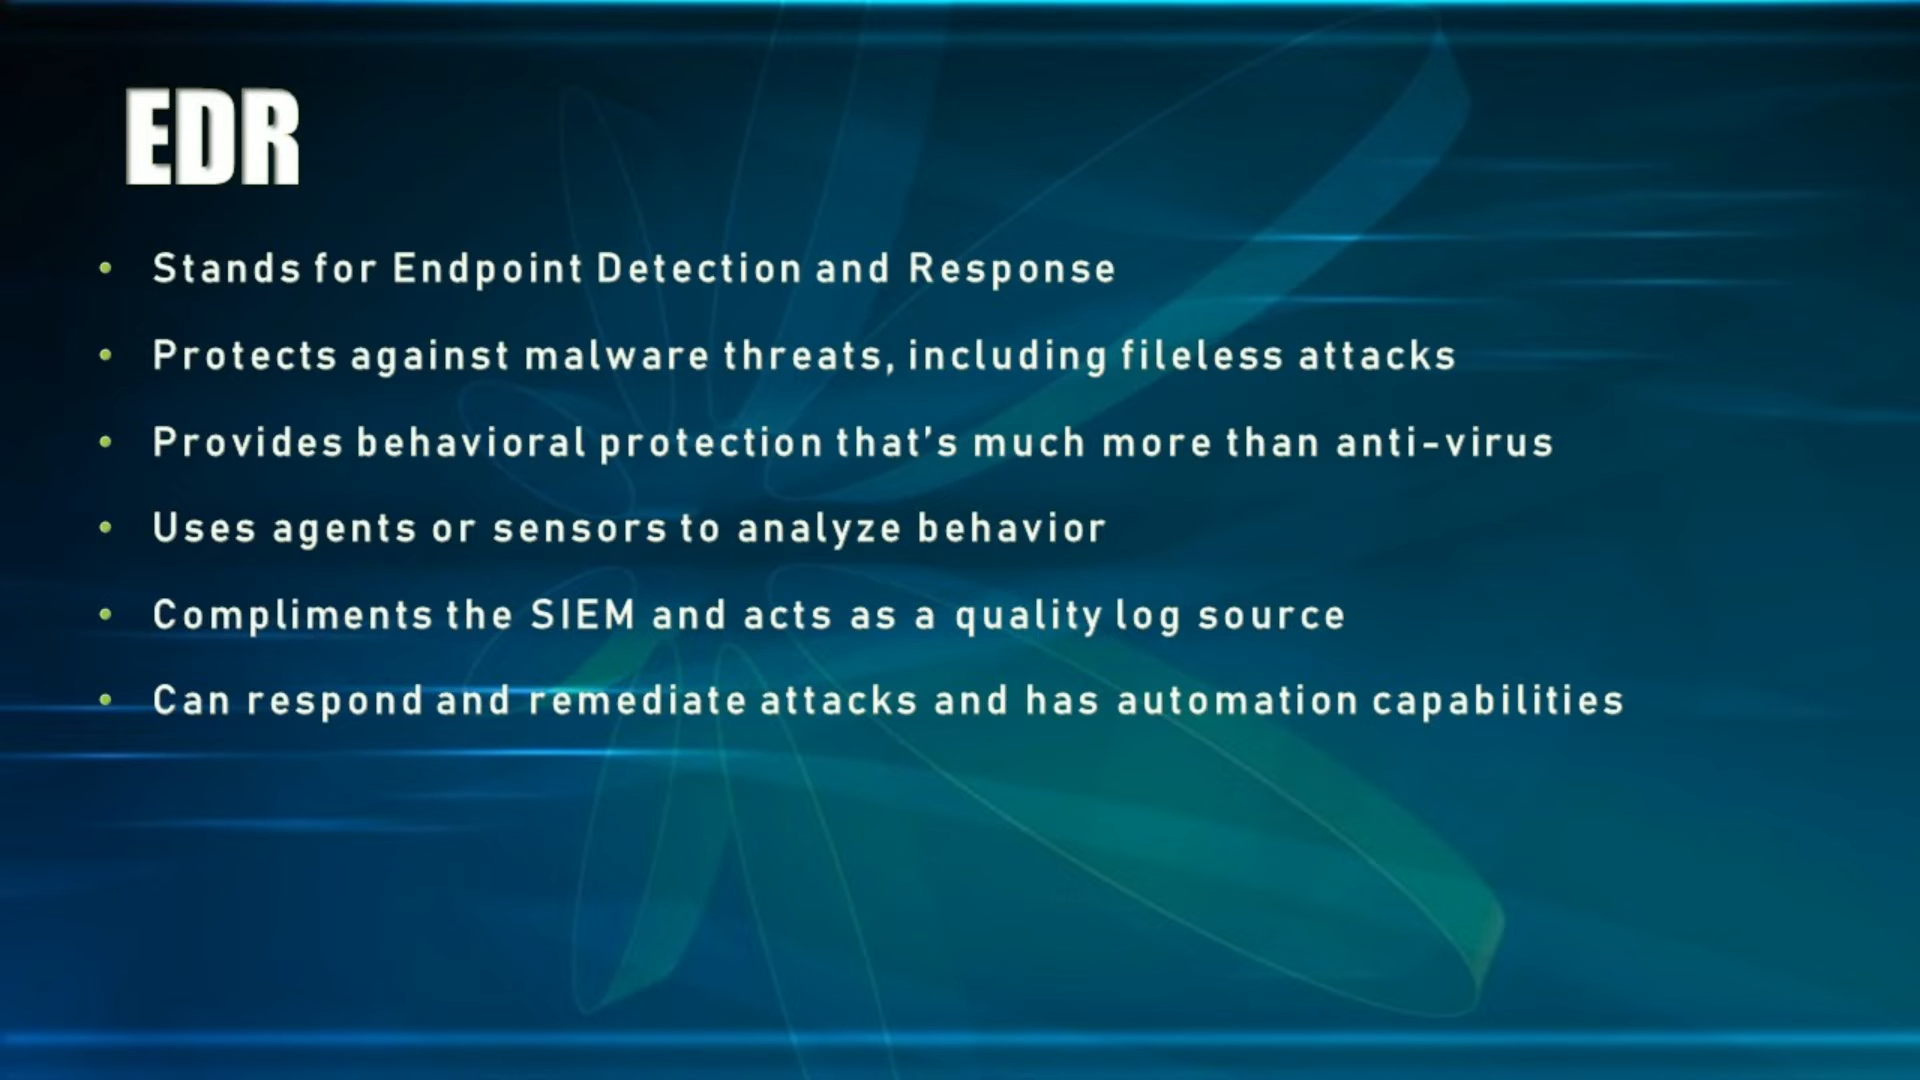 EDR
• Stands for Endpoint Detection and Response
• Protects against malware threats, including fileless attacks
• Provides behavioral protection that's much more than anti-virus
• Uses agents or sensors to analyze behavior
• Compliments the SIEM and acts as a quality log source
• Can respond and remediate attacks and has automation capabilities